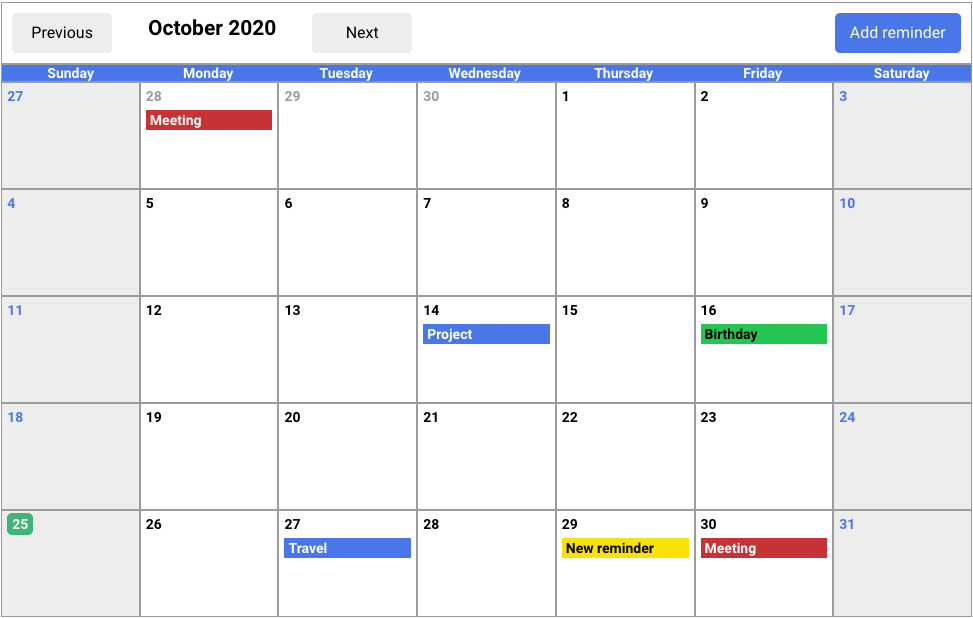 Previous October 2020 Next Add reminder
Sunday Monday Tuesday Wednesday Thursday Friday Saturday
27 28 29 30 1 2 3
Meeting
4 5 6 7 8 9 10
11 12 13 14 15 16 17
Project Birthday
18 19 20 21 22 23 24
25 26 27 28 29 30 31
Travel New reminder Meeting